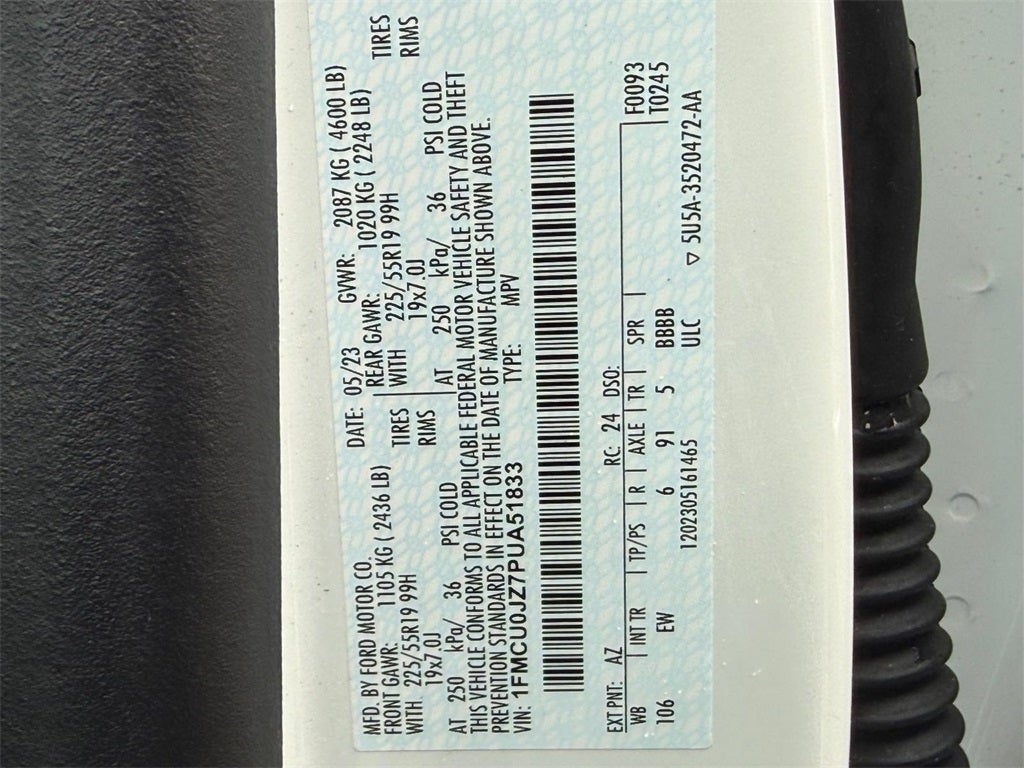 MFD. BY FORD MOTOR CO. DATE: 05/23 GVWR: 2087 KG ( 4600 LB)
FRONT GAWR: 1105 KG ( 2436 LB) REAR GAWR: 1020 KG ( 2248 LB)
WITH 225/55R19 99H TIRES WITH 225/55R19 99H TIRES
19x7.0J RIMS 19x7.0J RIMS
AT 250 kPa/ 36 PSI COLD AT 250 kPa/ 36 PSI COLD
THIS VEHICLE CONFORMS TO ALL APPLICABLE FEDERAL MOTOR VEHICLE SAFETY AND THEFT
PREVENTION STANDARDS IN EFFECT ON THE DATE OF MANUFACTURE SHOWN ABOVE.
VIN: 1FMCU0JZ7PUA51833 TYPE: MPV
EXT PNT: AZ RC: 24 DSO: F0093
WB INT TR TP/PS R AXLE TR SPR T0245
106 EW 6 91 5 BBBB
1202305161465 ULC ▽ 5U5A-3520472-AA